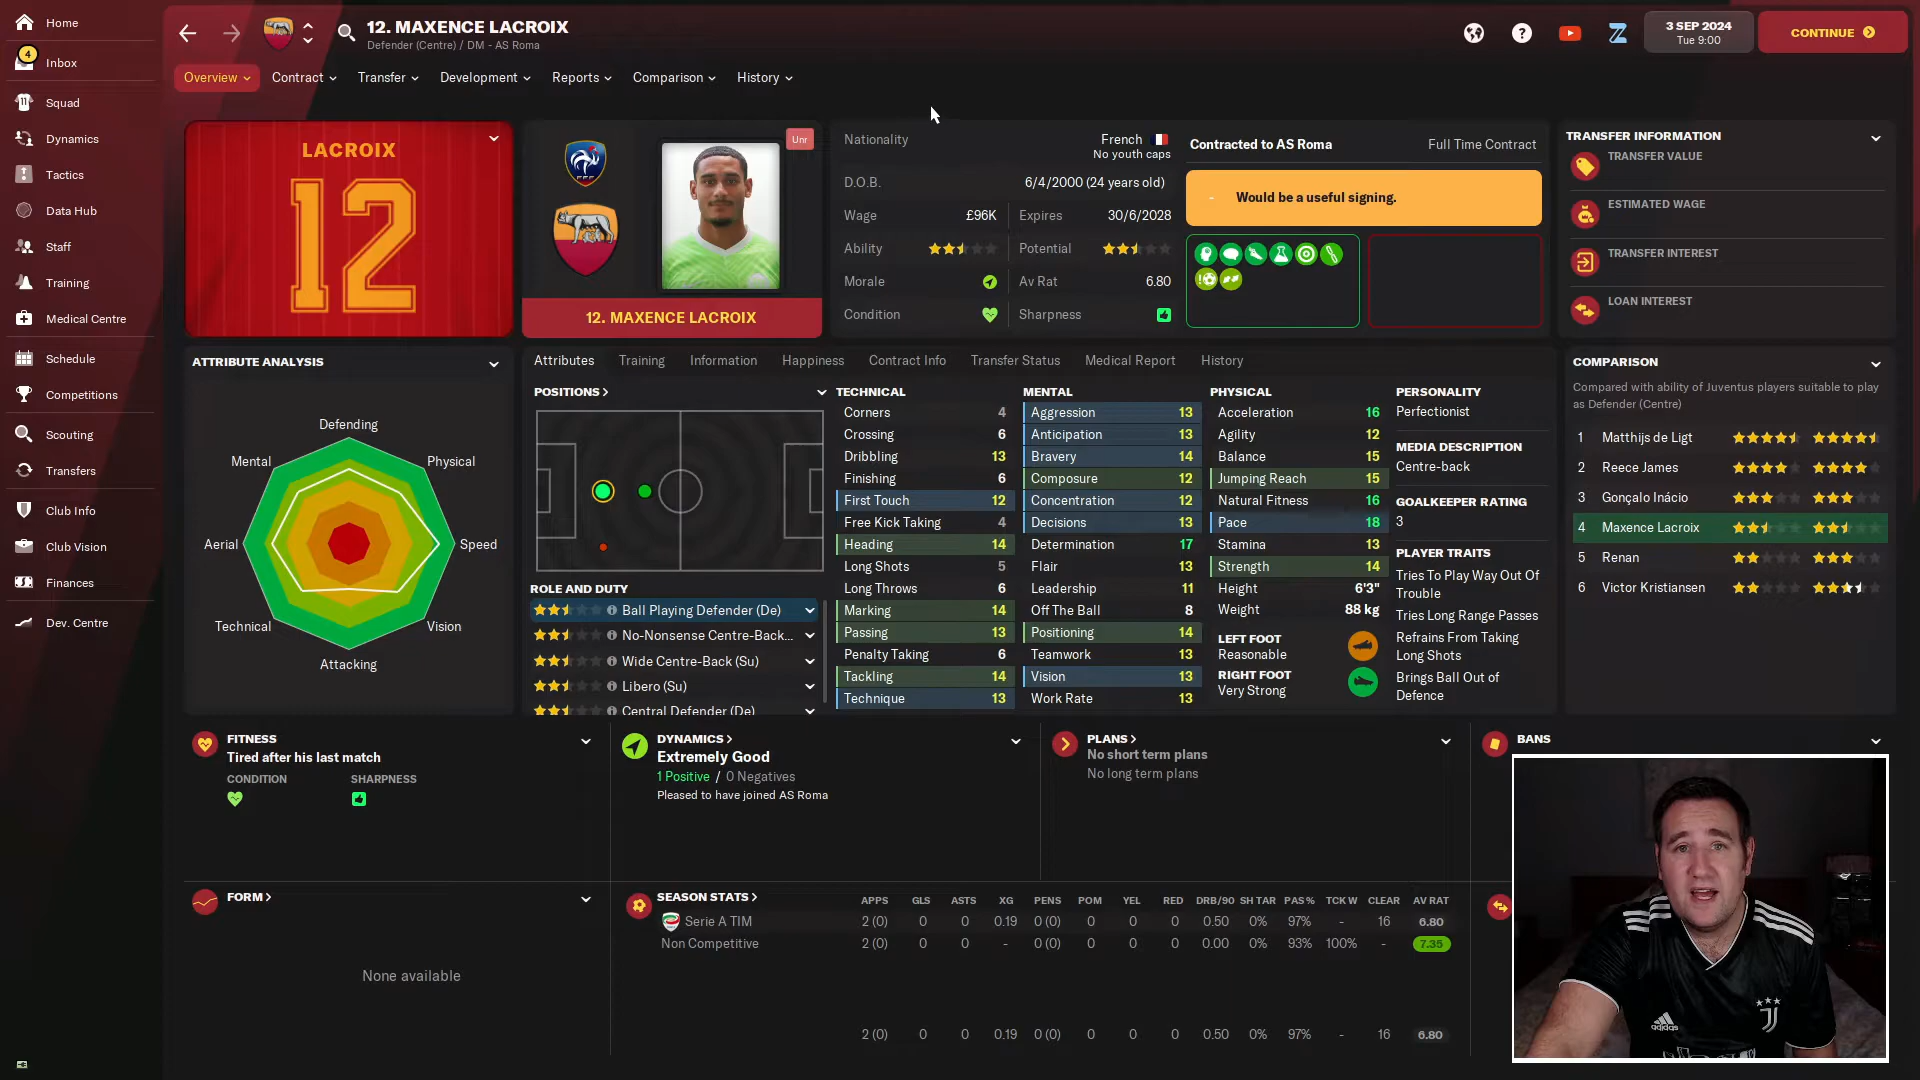 Home
4
Inbox
Squad
Dynamics
Tactics
Data Hub
Staff
Training
Medical Centre
Schedule
Competitions
Scouting
Transfers
Club Info
Club Vision
Finances
Dev. Centre
12. MAXENCE LACROIX
Defender (Centre) / DM - AS Roma
3 SEP 2024
Tue 9:00
CONTINUE
Overview
Contract
Transfer
Development
Reports
Comparison
History
LACROIX
12
Unr
12. MAXENCE LACROIX
Nationality French
No youth caps
D.O.B. 6/4/2000 (24 years old)
Wage £96K Expires 30/6/2028
Ability Potential
Morale Av Rat 6.80
Condition Sharpness
Contracted to AS Roma Full Time Contract
- Would be a useful signing.
TRANSFER INFORMATION
TRANSFER VALUE
ESTIMATED WAGE
TRANSFER INTEREST
LOAN INTEREST
ATTRIBUTE ANALYSIS
Defending
Physical
Speed
Vision
Attacking
Technical
Aerial
Mental
Attributes Training Information Happiness Contract Info Transfer Status Medical Report History
POSITIONS >
ROLE AND DUTY
Ball Playing Defender (De)
No-Nonsense Centre-Back...
Wide Centre-Back (Su)
Libero (Su)
Central Defender (De)
TECHNICAL
Corners 4
Crossing 6
Dribbling 13
Finishing 6
First Touch 12
Free Kick Taking 4
Heading 14
Long Shots 5
Long Throws 6
Marking 14
Passing 13
Penalty Taking 6
Tackling 14
Technique 13
MENTAL
Aggression 13
Anticipation 13
Bravery 14
Composure 12
Concentration 12
Decisions 13
Determination 17
Flair 13
Leadership 11
Off The Ball 8
Positioning 14
Teamwork 13
Vision 13
Work Rate 13
PHYSICAL
Acceleration 16
Agility 12
Balance 15
Jumping Reach 15
Natural Fitness 16
Pace 18
Stamina 13
Strength 14
Height 6'3"
Weight 88 kg
LEFT FOOT
Reasonable
RIGHT FOOT
Very Strong
PERSONALITY
Perfectionist
MEDIA DESCRIPTION
Centre-back
GOALKEEPER RATING
3
PLAYER TRAITS
Tries To Play Way Out Of
Trouble
Tries Long Range Passes
Refrains From Taking
Long Shots
Brings Ball Out of
Defence
COMPARISON
Compared with ability of Juventus players suitable to play
as Defender (Centre)
1 Matthijs de Ligt
2 Reece James
3 Gonçalo Inácio
4 Maxence Lacroix
5 Renan
6 Victor Kristiansen
FITNESS
Tired after his last match
CONDITION SHARPNESS
DYNAMICS >
Extremely Good
1 Positive / 0 Negatives
Pleased to have joined AS Roma
PLANS >
No short term plans
No long term plans
BANS
FORM >
None available
SEASON STATS > APPS GLS ASTS XG PENS POM YEL RED DRB/90 SH TAR PAS % TCK W CLEAR AV RAT
Serie A TIM 2 (0) 0 0 0.19 0 (0) 0 0 0 0.50 0% 97% - 16 6.80
Non Competitive 2 (0) 0 0 - 0 (0) 0 0 0 0.00 0% 93% 100% - 7.35
2 (0) 0 0 0.19 0 (0) 0 0 0 0.50 0% 97% - 16 6.80
adidas